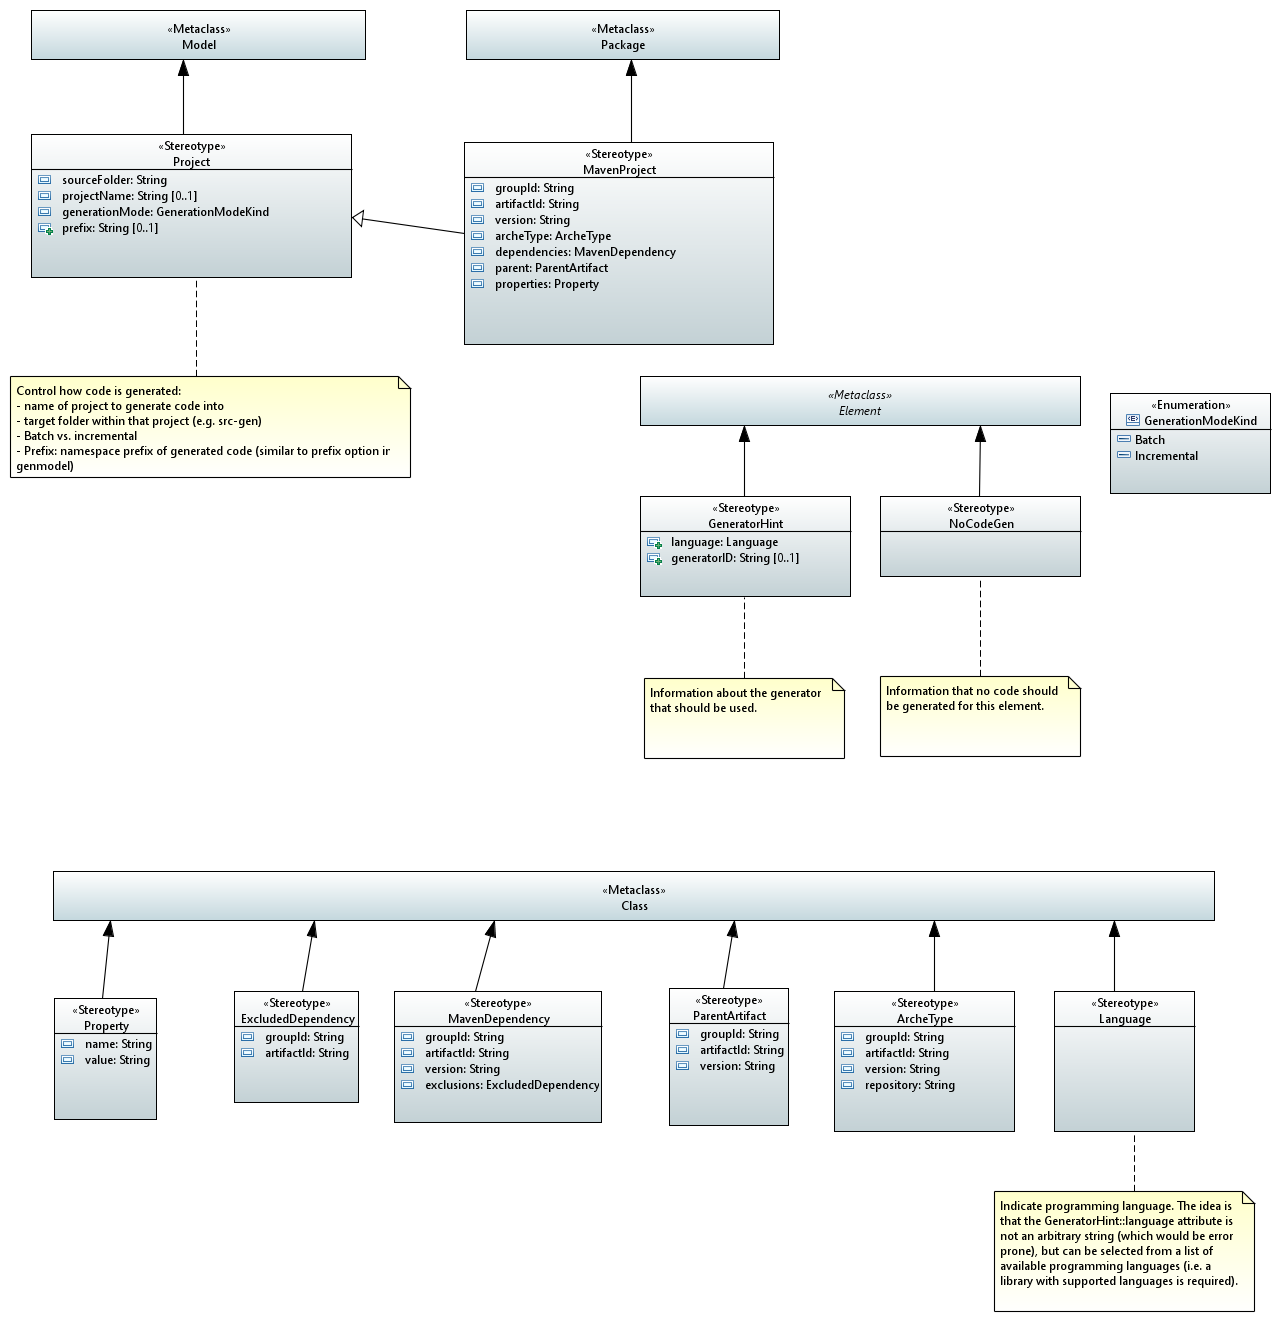 «Metaclass»
Model
«Metaclass»
Package
«Stereotype»
Project
sourceFolder: String
projectName: String [0..1]
generationMode: GenerationModeKind
prefix: String [0..1]
«Stereotype»
MavenProject
groupId: String
artifactId: String
version: String
archeType: ArcheType
dependencies: MavenDependency
parent: ParentArtifact
properties: Property
Control how code is generated:
- name of project to generate code into
- target folder within that project (e.g. src-gen)
- Batch vs. incremental
- Prefix: namespace prefix of generated code (similar to prefix option in
genmodel)
«Metaclass»
Element
«Enumeration»
GenerationModeKind
Batch
Incremental
«Stereotype»
GeneratorHint
language: Language
generatorID: String [0..1]
«Stereotype»
NoCodeGen
Information about the generator
that should be used.
Information that no code should
be generated for this element.
«Metaclass»
Class
«Stereotype»
Property
name: String
value: String
«Stereotype»
ExcludedDependency
groupId: String
artifactId: String
«Stereotype»
MavenDependency
groupId: String
artifactId: String
version: String
exclusions: ExcludedDependency
«Stereotype»
ParentArtifact
groupId: String
artifactId: String
version: String
«Stereotype»
ArcheType
groupId: String
artifactId: String
version: String
repository: String
«Stereotype»
Language
Indicate programming language. The idea is
that the GeneratorHint::language attribute is
not an arbitrary string (which would be error
prone), but can be selected from a list of
available programming languages (i.e. a
library with supported languages is required).